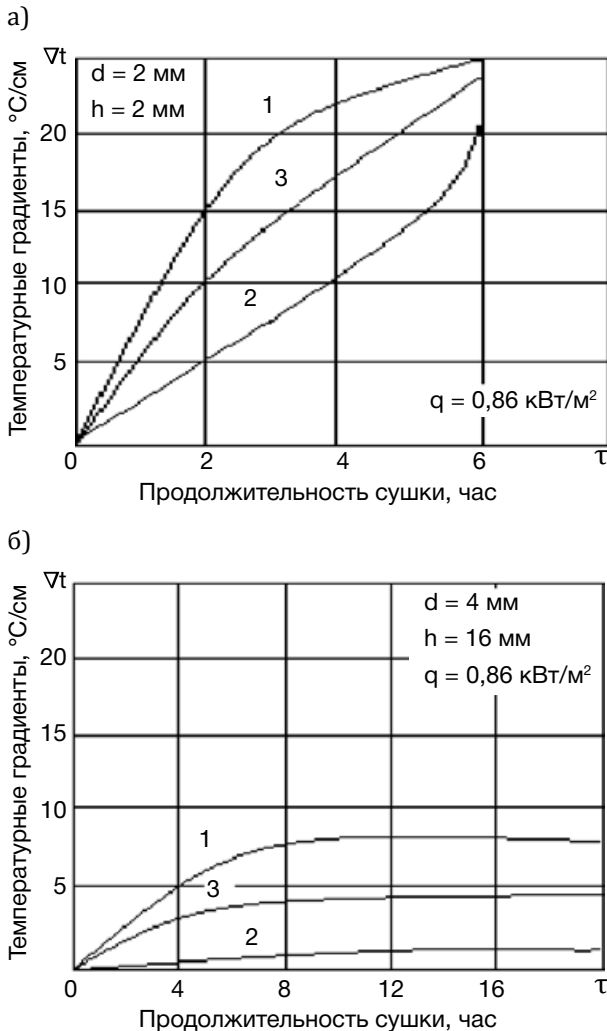 а)
∇t
d = 2 мм
h = 2 мм
1
3
2
20
15
10
5
0
2
4
6
τ
q = 0,86 кВт/м²
Температурные градиенты, °С/см
Продолжительность сушки, час
б)
∇t
d = 4 мм
h = 16 мм
q = 0,86 кВт/м²
20
15
10
5
1
3
2
0
4
8
12
16
τ
Температурные градиенты, °С/см
Продолжительность сушки, час